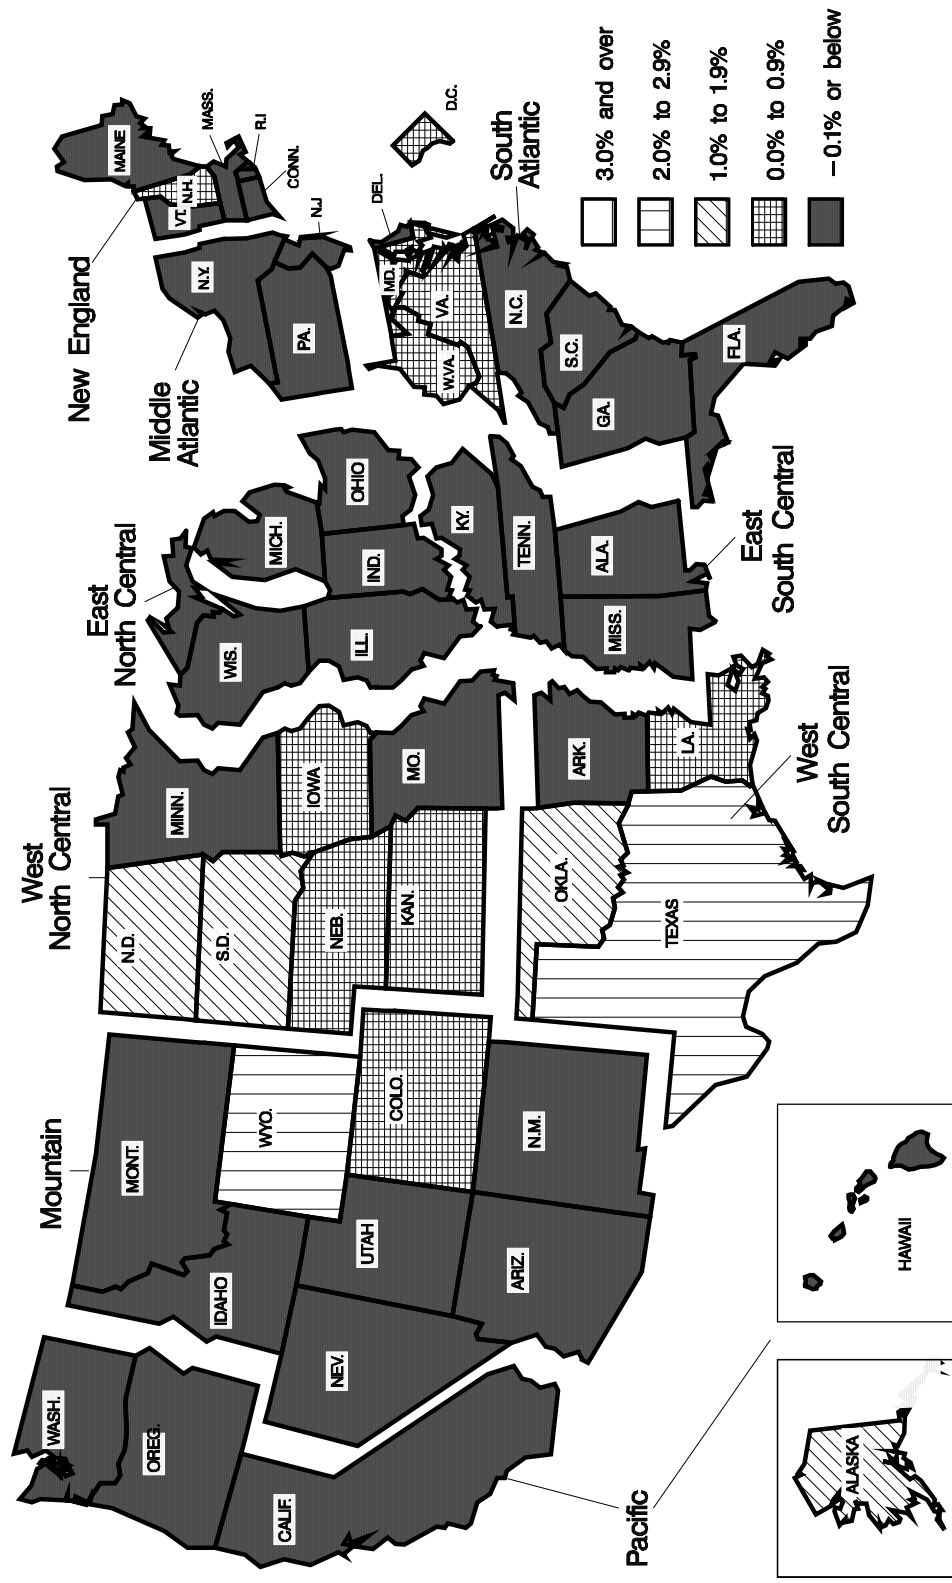 New England
Middle
Atlantic
East
North Central
West
North Central
Mountain
Pacific
West
South Central
East
South Central
South
Atlantic
MAINE
VT.
N.H.
MASS.
R.I
CONN.
N.Y.
N.J
PA.
DEL.
MD.
D.C.
VA.
W.VA.
N.C.
S.C.
GA.
FLA.
OHIO
MICH.
IND.
WIS.
ILL.
KY.
TENN.
ALA.
MISS.
MINN.
IOWA
MO.
N.D.
S.D.
NEB.
KAN.
ARK.
LA.
OKLA.
TEXAS
MONT.
WYO.
COLO.
N.M.
IDAHO
UTAH
ARIZ.
NEV.
WASH.
OREG.
CALIF.
ALASKA
HAWAII
3.0% and over
2.0% to 2.9%
1.0% to 1.9%
0.0% to 0.9%
−0.1% or below